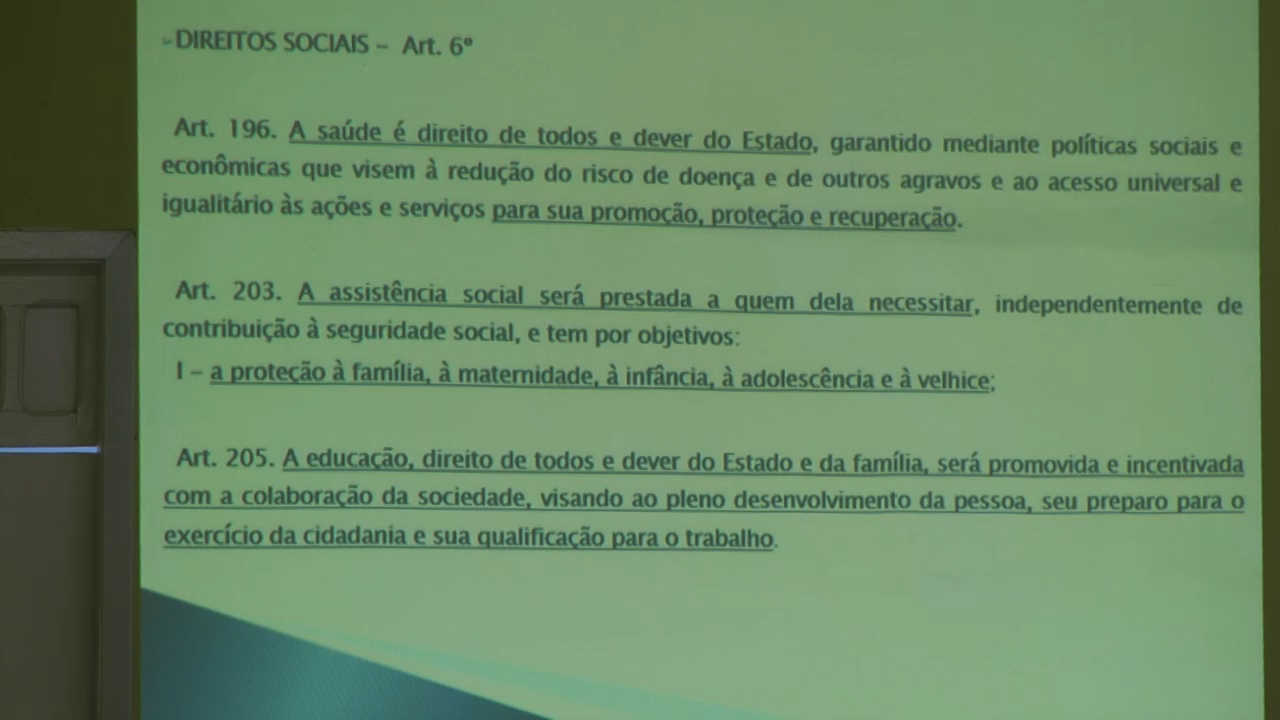 DIREITOS SOCIAIS – Art. 6º
Art. 196. A saúde é direito de todos e dever do Estado, garantido mediante políticas sociais e
econômicas que visem à redução do risco de doença e de outros agravos e ao acesso universal e
igualitário às ações e serviços para sua promoção, proteção e recuperação.
Art. 203. A assistência social será prestada a quem dela necessitar, independentemente de
contribuição à seguridade social, e tem por objetivos:
I – a proteção à família, à maternidade, à infância, à adolescência e à velhice;
Art. 205. A educação, direito de todos e dever do Estado e da família, será promovida e incentivada
com a colaboração da sociedade, visando ao pleno desenvolvimento da pessoa, seu preparo para o
exercício da cidadania e sua qualificação para o trabalho.